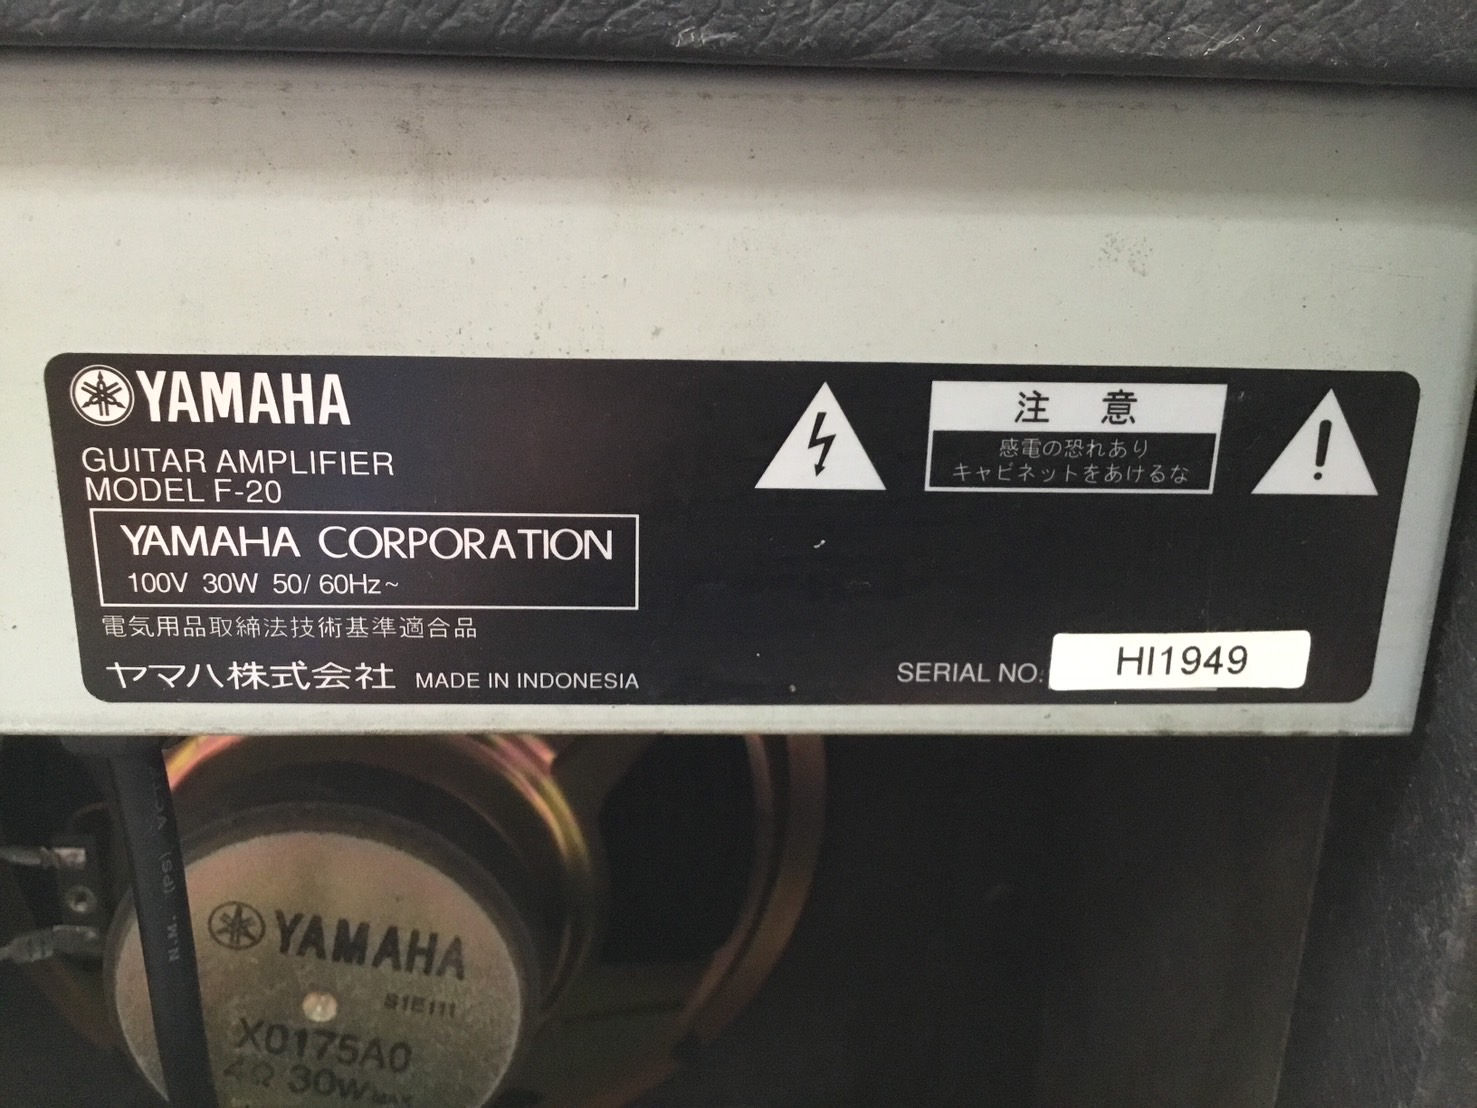 YAMAHA
GUITAR AMPLIFIER
MODEL F-20
YAMAHA CORPORATION
100V 30W 50/60Hz~
電気用品取締法技術基準適合品
ヤマハ株式会社 MADE IN INDONESIA
注 意
感電の恐れあり
キャビネットをあけるな
SERIAL NO. HI1949
N.M. (PS)
YAMAHA
X0175A0
4Ω 30W MAX